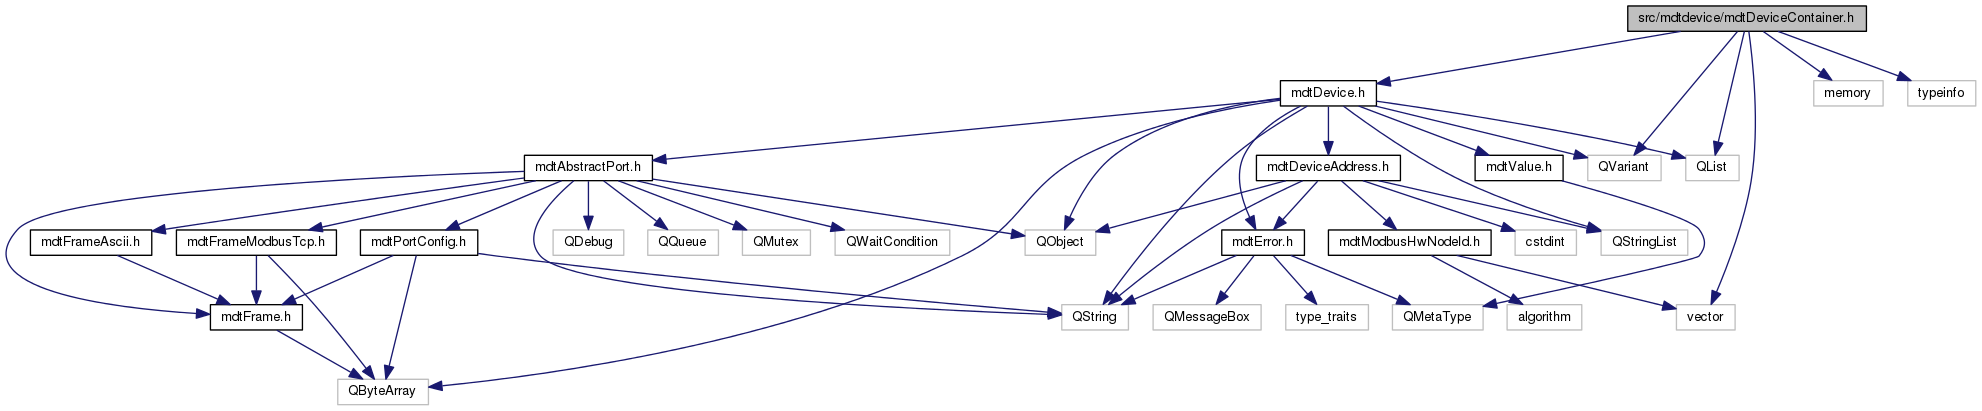 src/mdtdevice/mdtDeviceContainer.h
mdtDevice.h
memory
typeinfo
mdtAbstractPort.h
mdtDeviceAddress.h
mdtValue.h
QVariant
QList
mdtFrameAscii.h
mdtFrameModbusTcp.h
mdtPortConfig.h
QDebug
QQueue
QMutex
QWaitCondition
QObject
mdtError.h
mdtModbusHwNodeId.h
cstdint
QStringList
mdtFrame.h
QString
QMessageBox
type_traits
QMetaType
algorithm
vector
QByteArray